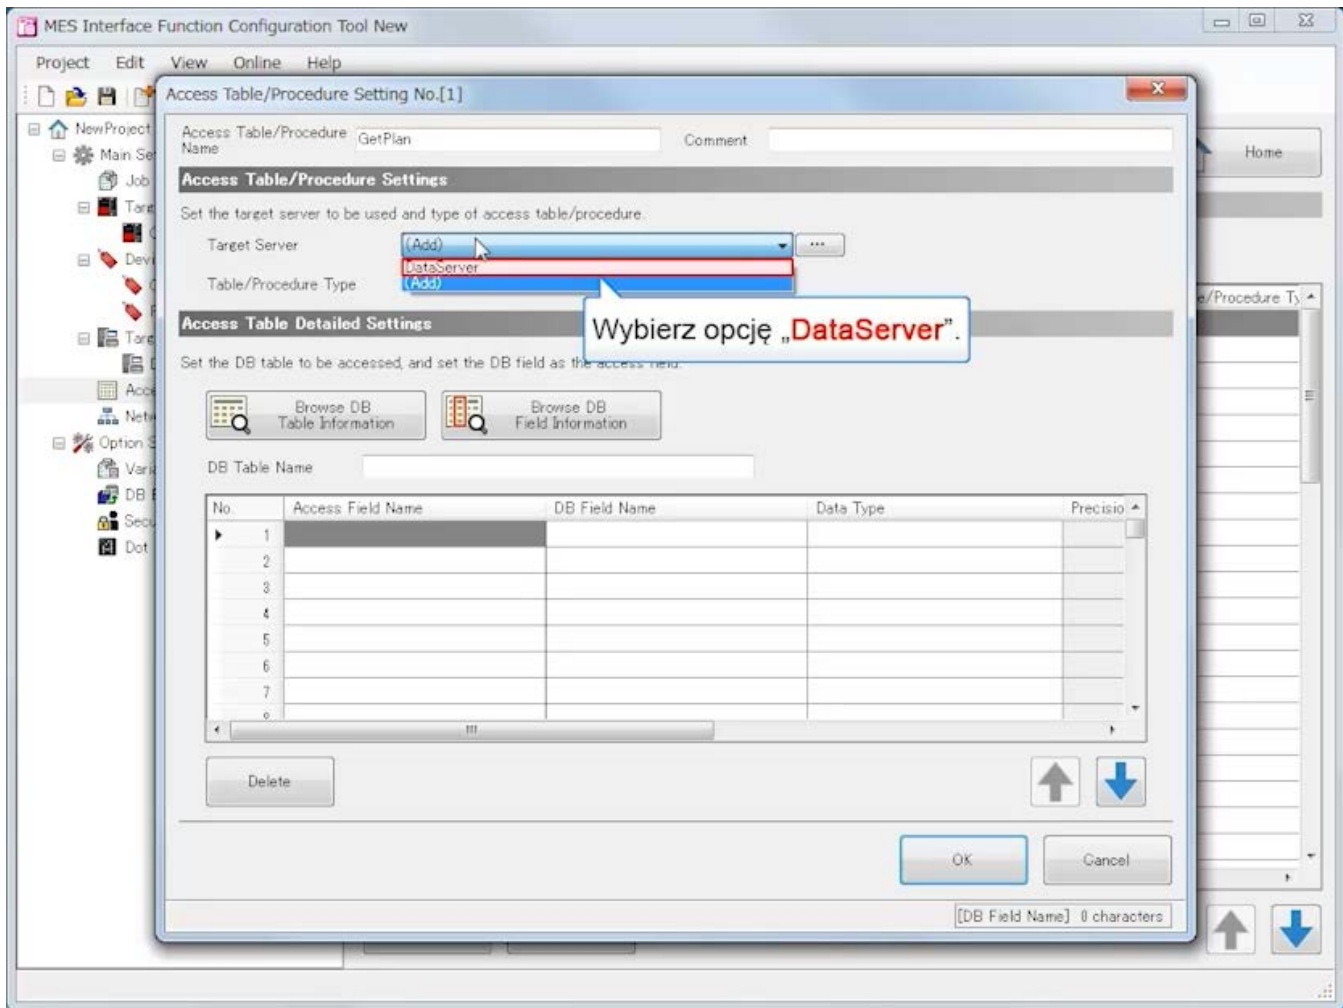 MES Interface Function Configuration Tool New
Project Edit View Online Help
Access Table/Procedure Setting No.[1]
NewProject
Main Se
Job
Targ
Devi
Targ
Acce
Netw
Option S
Varia
DB
Secu
Dot
Home
Access Table/Procedure
Name
GetPlan
Comment
Access Table/Procedure Settings
Set the target server to be used and type of access table/procedure.
Target Server
(Add)
...
DataServer
(Add)
Table/Procedure Type
Wybierz opcję „DataServer”.
e/Procedure Ty
Access Table Detailed Settings
Set the DB table to be accessed, and set the DB field as the access field.
Browse DB
Table Information
Browse DB
Field Information
DB Table Name
No. Access Field Name DB Field Name Data Type Precisio
1
2
3
4
5
6
7
Delete
OK
Cancel
[DB Field Name] 0 characters